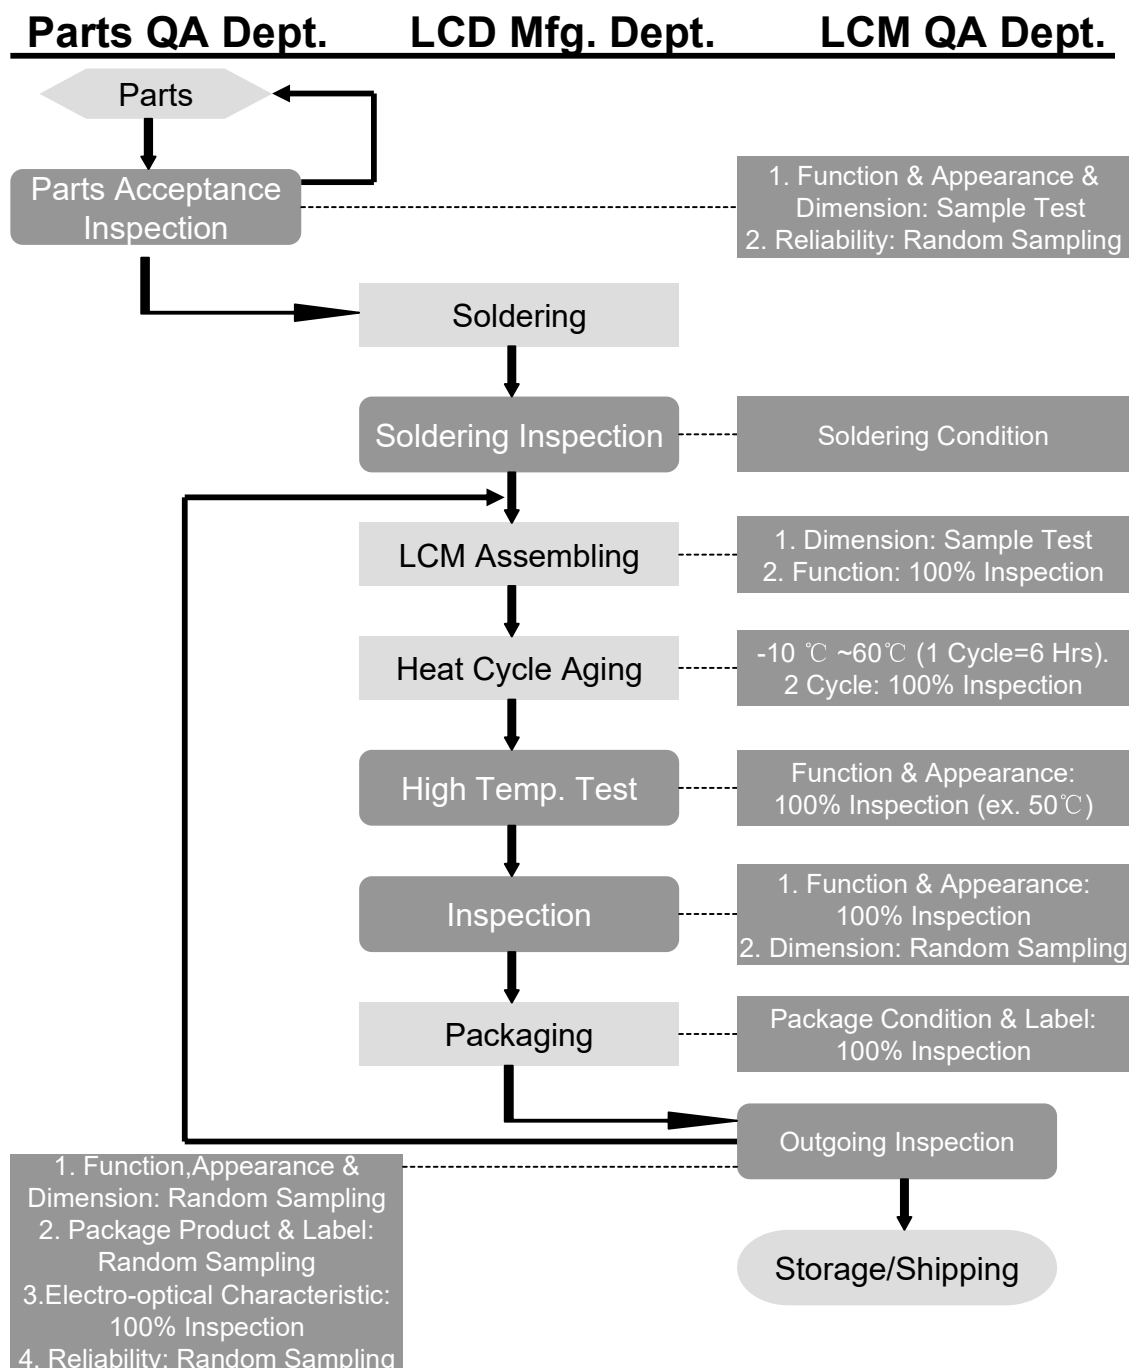 Parts QA Dept. LCD Mfg. Dept. LCM QA Dept.
Parts
Parts Acceptance
Inspection
1. Function & Appearance &
Dimension: Sample Test
2. Reliability: Random Sampling
Soldering
Soldering Inspection
Soldering Condition
LCM Assembling
1. Dimension: Sample Test
2. Function: 100% Inspection
Heat Cycle Aging
-10 ℃ ~60℃ (1 Cycle=6 Hrs).
2 Cycle: 100% Inspection
High Temp. Test
Function & Appearance:
100% Inspection (ex. 50℃)
Inspection
1. Function & Appearance:
100% Inspection
2. Dimension: Random Sampling
Packaging
Package Condition & Label:
100% Inspection
Outgoing Inspection
1. Function,Appearance &
Dimension: Random Sampling
2. Package Product & Label:
Random Sampling
3.Electro-optical Characteristic:
100% Inspection
4. Reliability: Random Sampling
Storage/Shipping